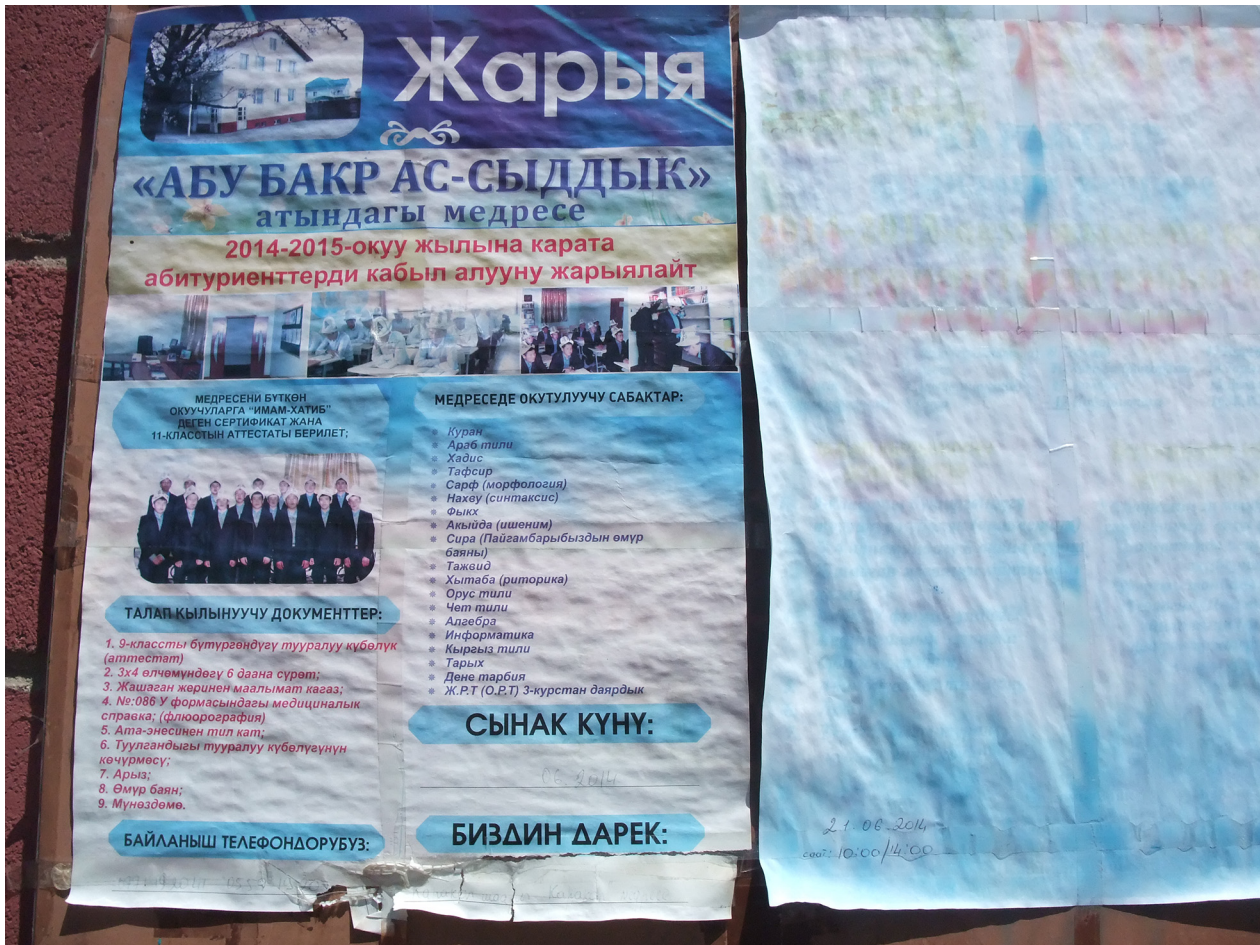 Жарыя
«АБУ БАКР АС-СЫДДЫК»
атындагы медресе
2014-2015-окуу жылына карата
абитуриенттерди кабыл алууну жарыялайт
МЕДРЕСЕНИ БҮТКӨН
ОКУУЧУЛАРГА “ИМАМ-ХАТИБ”
ДЕГЕН СЕРТИФИКАТ ЖАНА
11-КЛАССТЫН АТТЕСТАТЫ БЕРИЛЕТ;
ТАЛАП КЫЛЫНУУЧУ ДОКУМЕНТТЕР:
1. 9-классты бүтүргөндүгү тууралуу күбөлүк
(аттестат)
2. 3х4 өлчөмүндөгү 6 даана сүрөт;
3. Жашаган жеринен маалымат кагаз;
4. №:086 У формасындагы медициналык
справка; (флюорография)
5. Ата-энесинен тил кат;
6. Туулгандыгы тууралуу күбөлүгүнүн
көчүрмөсү;
7. Арыз;
8. Өмүр баян;
9. Мүнөздөмө.
БАЙЛАНЫШ ТЕЛЕФОНДОРУБУЗ:
МЕДРЕСЕДЕ ОКУТУЛУУЧУ САБАКТАР:
Куран
Араб тили
Хадис
Тафсир
Сарф (морфология)
Нахву (синтаксис)
Фыкх
Акыйда (ишеним)
Сира (Пайгамбарыбыздын өмүр
баяны)
Тажвид
Хытаба (риторика)
Орус тили
Чет тили
Алгебра
Информатика
Кыргыз тили
Тарых
Дене тарбия
Ж.Р.Т (О.Р.Т) 3-курстан даярдык
СЫНАК КҮНҮ:
06 2014
БИЗДИН ДАРЕК:
21.06.2014
саат: 10:00/14:00